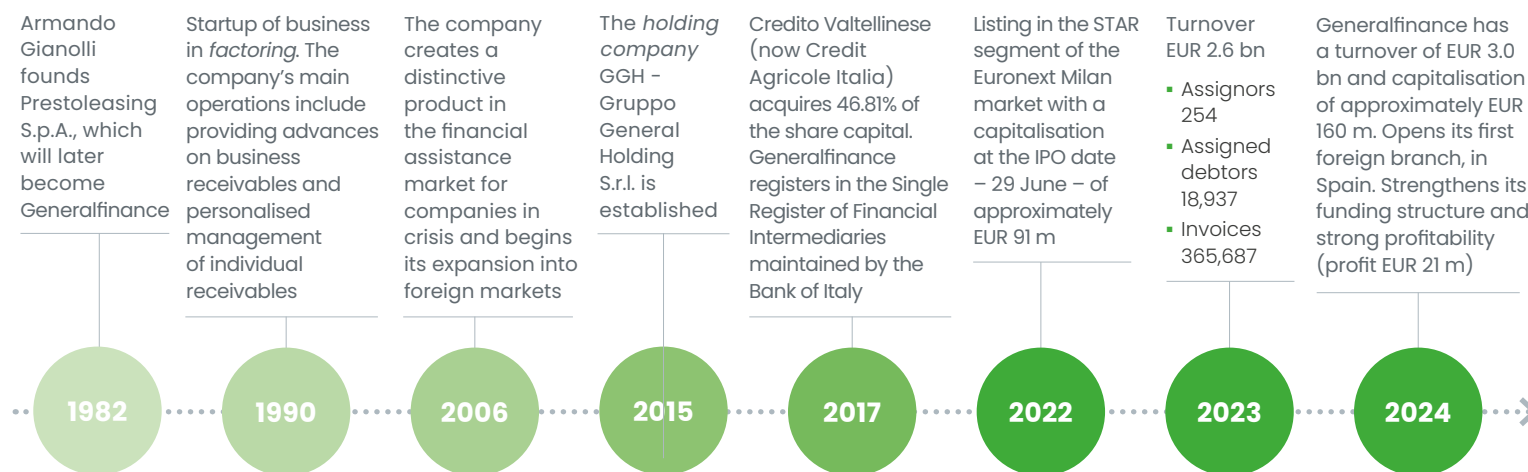 Armando
Gianolli
founds
Prestoleasing
S.p.A., which
will later
become
Generalfinance
Startup of business
in factoring. The
company's main
operations include
providing advances
on business
receivables and
personalised
management
of individual
receivables
The company
creates a
distinctive
product in
the financial
assistance
market for
companies in
crisis and begins
its expansion into
foreign markets
The holding
company
GGH -
Gruppo
General
Holding
S.r.l. is
established
Credito Valtellinese
(now Credit
Agricole Italia)
acquires 46.81% of
the share capital.
Generalfinance
registers in the Single
Register of Financial
Intermediaries
maintained by the
Bank of Italy
Listing in the STAR
segment of the
Euronext Milan
market with a
capitalisation
at the IPO date
– 29 June – of
approximately
EUR 91 m
Turnover
EUR 2.6 bn
▪ Assignors
254
▪ Assigned
debtors
18,937
▪ Invoices
365,687
Generalfinance has
a turnover of EUR 3.0
bn and capitalisation
of approximately EUR
160 m. Opens its first
foreign branch, in
Spain. Strengthens its
funding structure and
strong profitability
(profit EUR 21 m)
1982
1990
2006
2015
2017
2022
2023
2024